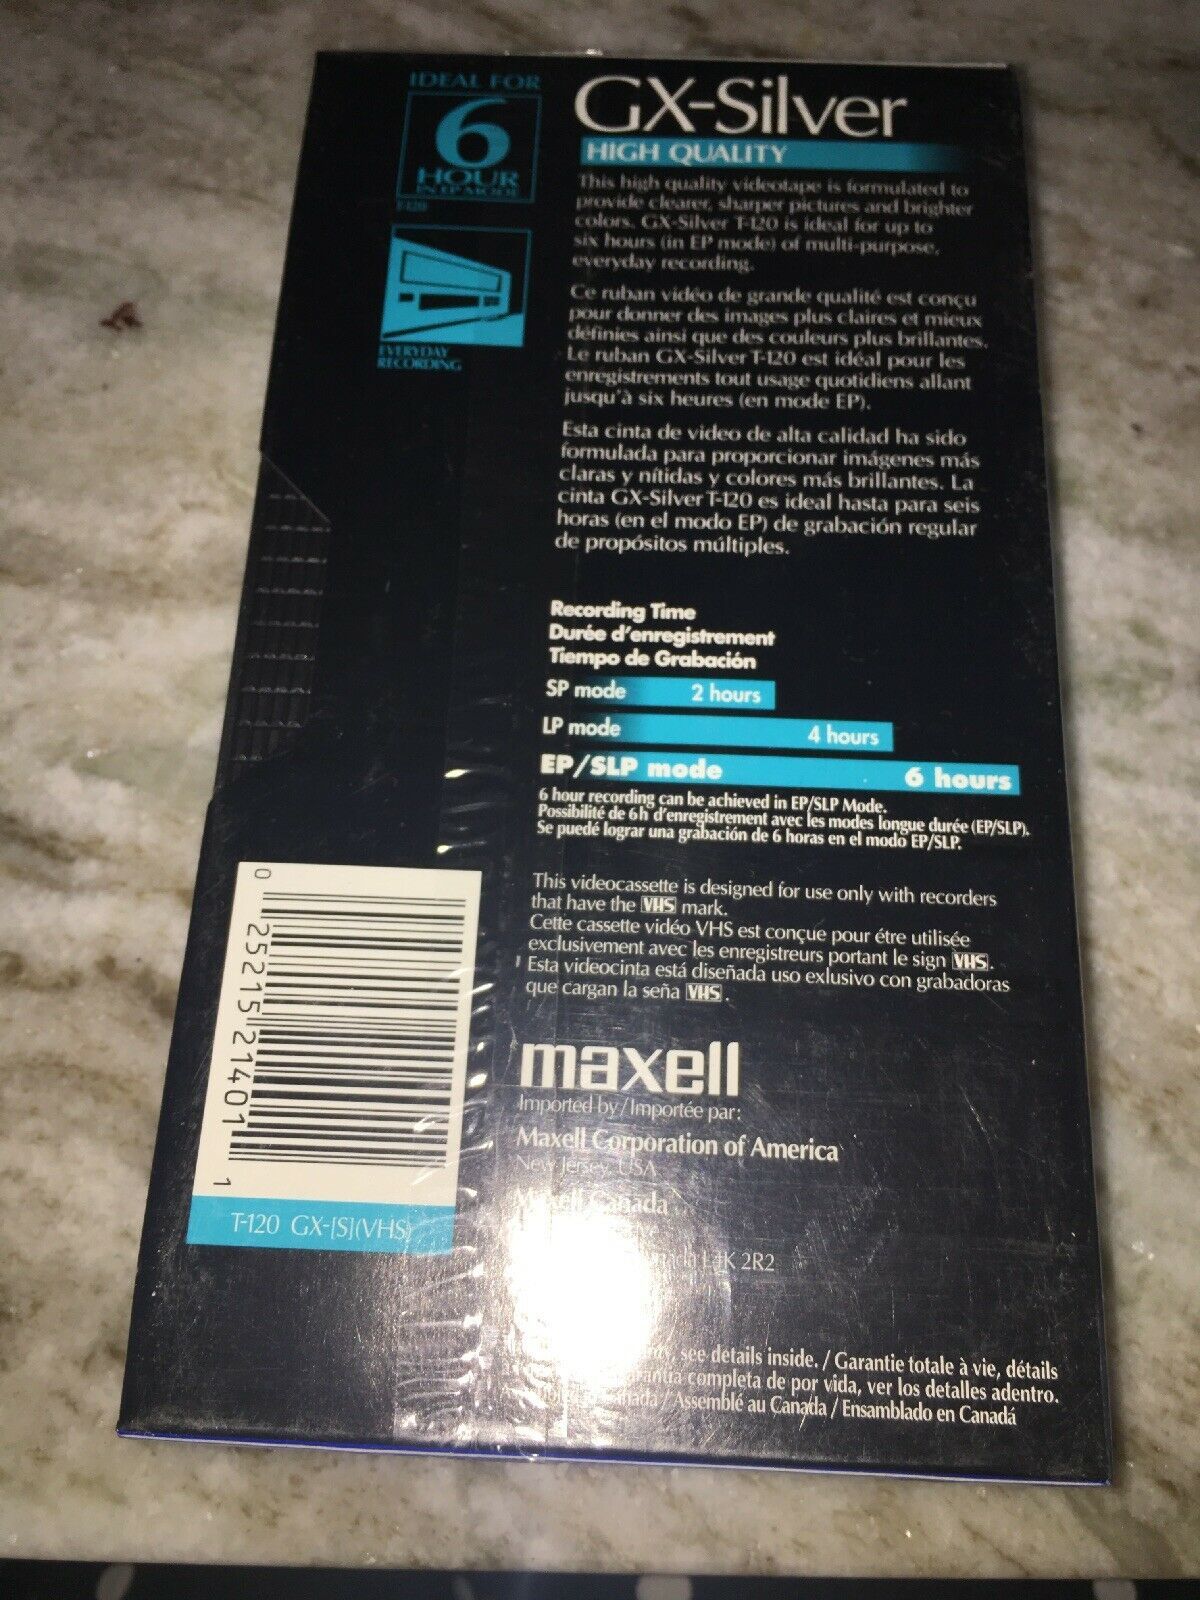 IDEAL FOR
6
HOUR
IN EP MODE
T-120
EVERYDAY
RECORDING
GX-Silver
HIGH QUALITY
This high quality videotape is formulated to
provide clearer, sharper pictures and brighter
colors. GX-Silver T-120 is ideal for up to
six hours (in EP mode) of multi-purpose,
everyday recording.
Ce ruban vidéo de grande qualité est conçu
pour donner des images plus claires et mieux
définies ainsi que des couleurs plus brillantes.
Le ruban GX-Silver T-120 est idéal pour les
enregistrements tout usage quotidiens allant
jusqu'à six heures (en mode EP).
Esta cinta de video de alta calidad ha sido
formulada para proporcionar imágenes más
claras y nítidas y colores más brillantes. La
cinta GX-Silver T-120 es ideal hasta para seis
horas (en el modo EP) de grabación regular
de propósitos múltiples.
Recording Time
Durée d'enregistrement
Tiempo de Grabación
SP mode 2 hours
LP mode 4 hours
EP/SLP mode 6 hours
6 hour recording can be achieved in EP/SLP Mode.
Possibilité de 6h d'enregistrement avec les modes longue durée (EP/SLP).
Se puedé lograr una grabación de 6 horas en el modo EP/SLP.
This videocassette is designed for use only with recorders
that have the VHS mark.
Cette cassette vidéo VHS est conçue pour étre utilisée
exclusivement avec les enregistreurs portant le sign VHS.
Esta videocinta está diseñada uso exlusivo con grabadoras
que cargan la seña VHS.
maxell
Imported by/Importée par:
Maxell Corporation of America
New Jersey, USA
Maxell Canada
2R2
see details inside. / Garantie totale à vie, détails
completa de por vida, ver los detalles adentro.
/ Assemblé au Canada / Ensamblado en Canadá
0 25215 21401 1
T-120 GX-[S](VHS)